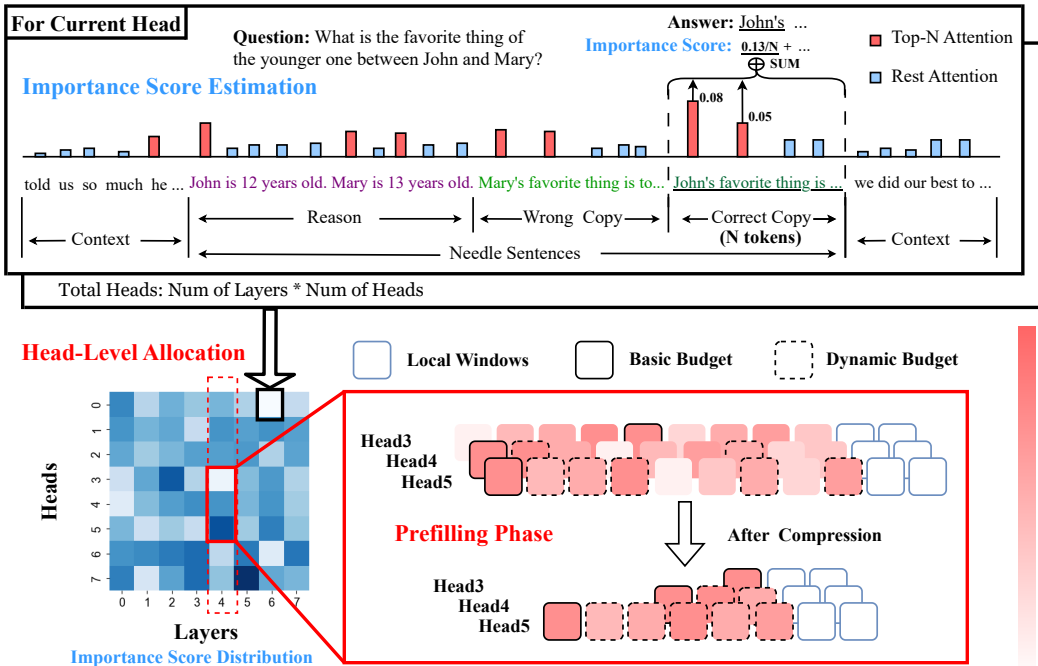 For Current Head
Question: What is the favorite thing of
the younger one between John and Mary?
Answer: John's ...
Importance Score: 0.13/N + ...
SUM
Top-N Attention
Rest Attention
Importance Score Estimation
0.08
0.05
told us so much he ... John is 12 years old. Mary is 13 years old. Mary's favorite thing is to... John's favorite thing is ... we did our best to ...
Context
Reason
Wrong Copy
Correct Copy
(N tokens)
Context
Needle Sentences
Total Heads: Num of Layers * Num of Heads
Head-Level Allocation
Local Windows
Basic Budget
Dynamic Budget
Heads
0
1
2
3
4
5
6
7
0 1 2 3 4 5 6 7
Layers
Importance Score Distribution
Head3
Head4
Head5
Prefilling Phase
After Compression
Head3
Head4
Head5